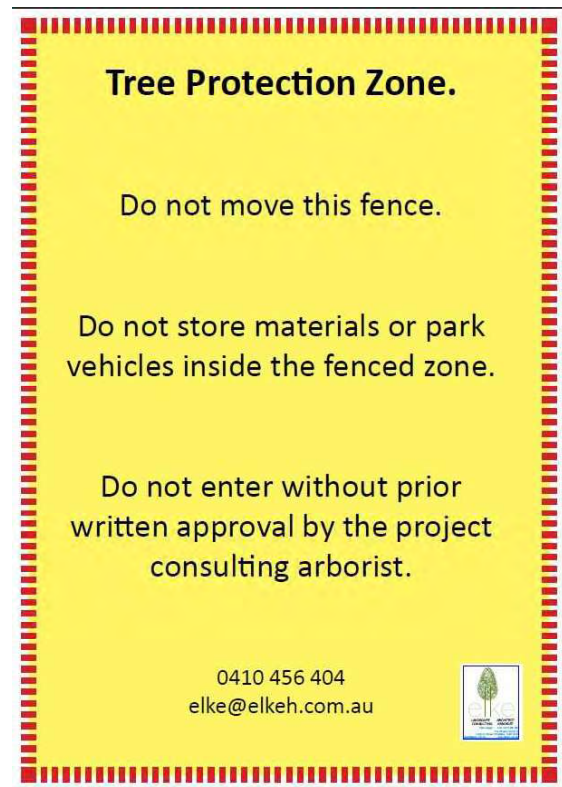 Tree Protection Zone.
Do not move this fence.
Do not store materials or park
vehicles inside the fenced zone.
Do not enter without prior
written approval by the project
consulting arborist.
0410 456 404
elke@elkeh.com.au
elke